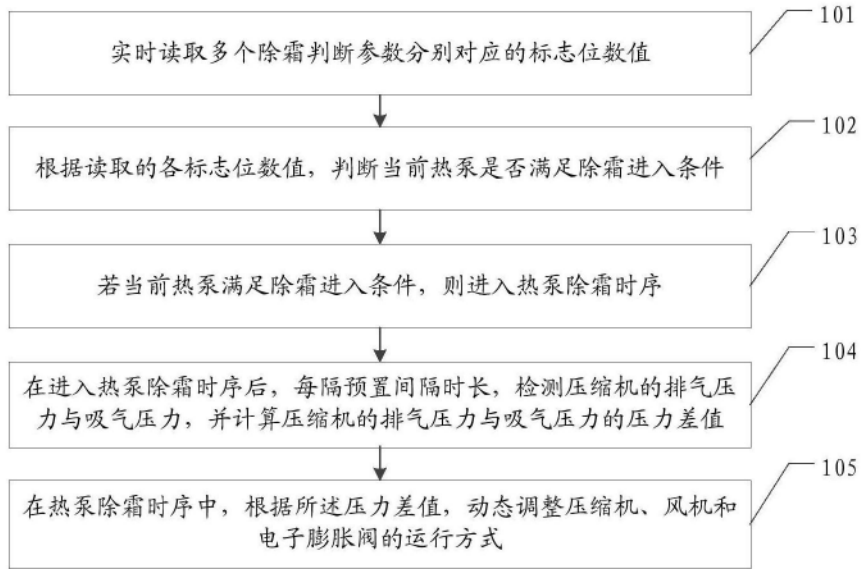 101
实时读取多个除霜判断参数分别对应的标志位数值
102
根据读取的各标志位数值，判断当前热泵是否满足除霜进入条件
103
若当前热泵满足除霜进入条件，则进入热泵除霜时序
104
在进入热泵除霜时序后，每隔预置间隔时长，检测压缩机的排气压
力与吸气压力，并计算压缩机的排气压力与吸气压力的压力差值
105
在热泵除霜时序中，根据所述压力差值，动态调整压缩机、风机和
电子膨胀阀的运行方式